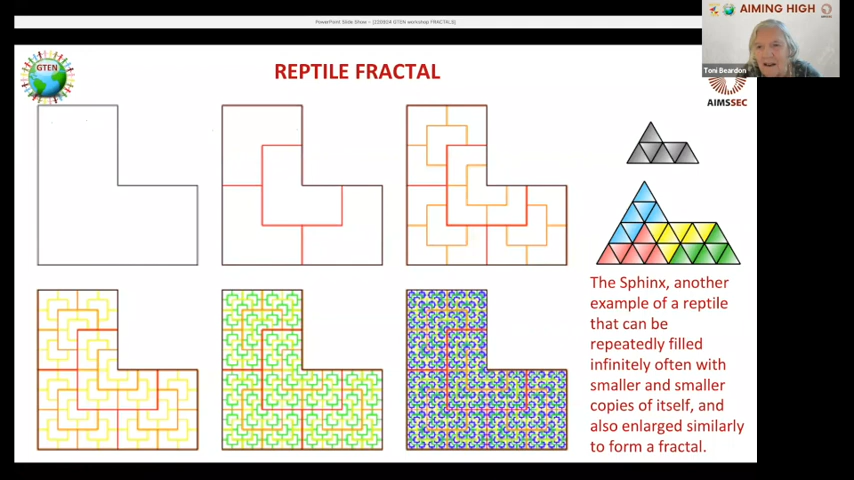 PowerPoint Slide Show - [220924 GTEN workshop FRACTALS]
AIMING HIGH
Toni Beardon
GTEN
REPTILE FRACTAL
AIMSSEC
The Sphinx, another
example of a reptile
that can be
repeatedly filled
infinitely often with
smaller and smaller
copies of itself, and
also enlarged similarly
to form a fractal.